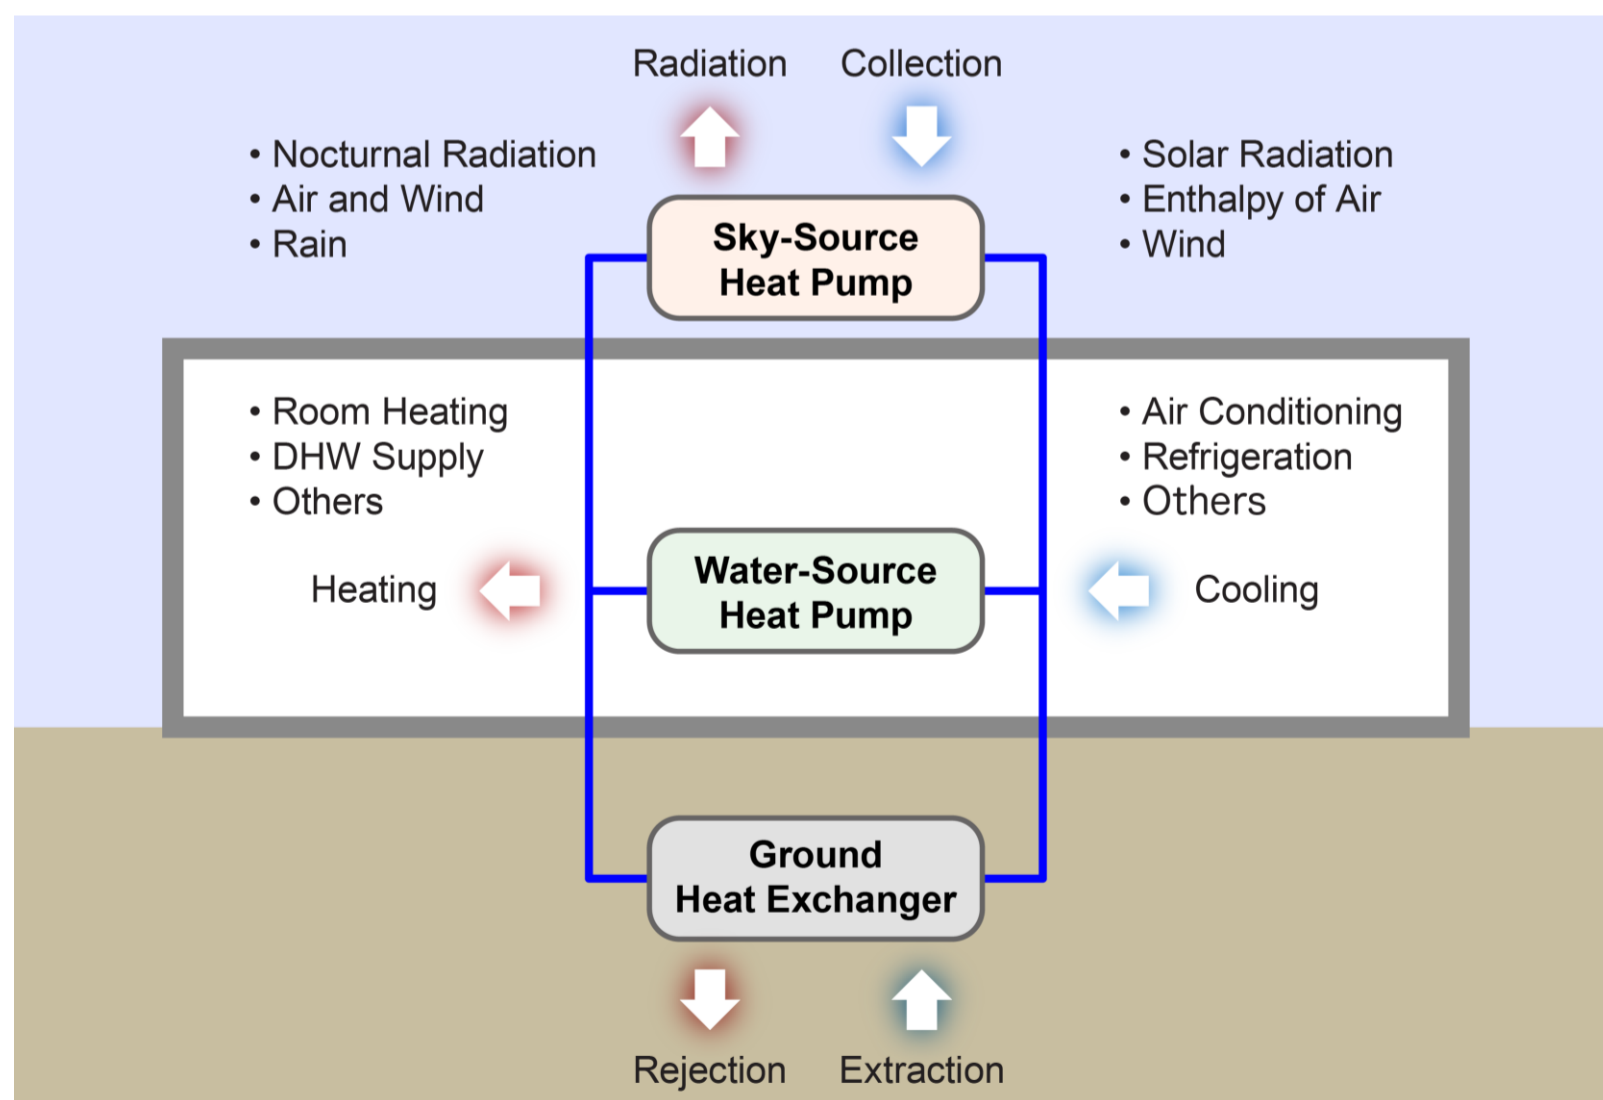 Radiation
Collection
• Nocturnal Radiation
• Air and Wind
• Rain
• Solar Radiation
• Enthalpy of Air
• Wind
Sky-Source
Heat Pump
• Room Heating
• DHW Supply
• Others
• Air Conditioning
• Refrigeration
• Others
Heating
Water-Source
Heat Pump
Cooling
Ground
Heat Exchanger
Rejection
Extraction